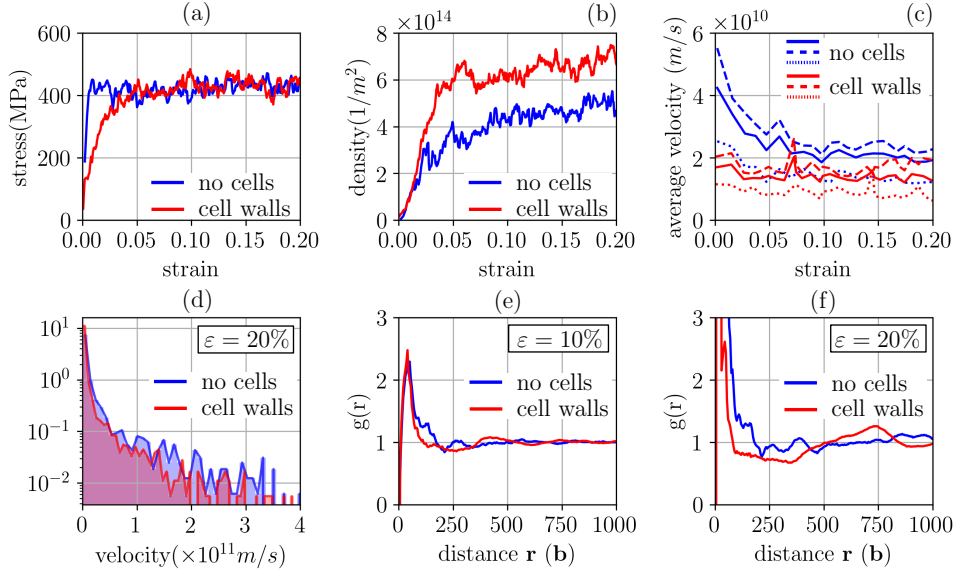 (a)
stress(MPa)
600
400
200
0
no cells
cell walls
0.00 0.05 0.10 0.15 0.20
strain
(b)
×10^14
density(1/m^2)
8
6
4
2
0
no cells
cell walls
0.00 0.05 0.10 0.15 0.20
strain
(c)
×10^10
average velocity (m/s)
6
4
2
0
no cells
cell walls
0.00 0.05 0.10 0.15 0.20
strain
(d)
10^1
10^0
10^−1
10^−2
ε = 20%
no cells
cell walls
0 1 2 3 4
velocity(×10^11 m/s)
(e)
g(r)
3
2
1
0
ε = 10%
no cells
cell walls
0 250 500 750 1000
distance r (b)
(f)
g(r)
3
2
1
0
ε = 20%
no cells
cell walls
0 250 500 750 1000
distance r (b)